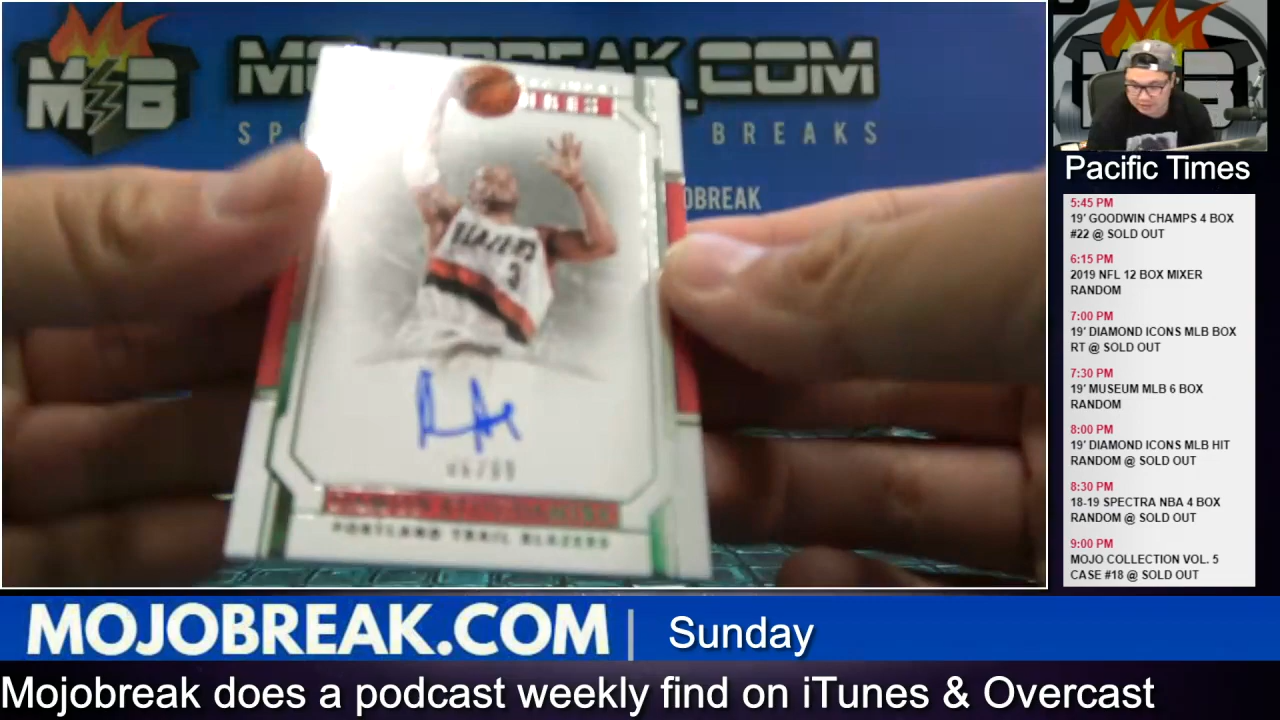 MB
MOJOBREAK.COM
BREAKS
OBREAK
BLAZERS
3
PORTLAND TRAIL BLAZERS
Pacific Times
5:45 PM
19' GOODWIN CHAMPS 4 BOX
#22 @ SOLD OUT
6:15 PM
2019 NFL 12 BOX MIXER
RANDOM
7:00 PM
19' DIAMOND ICONS MLB BOX
RT @ SOLD OUT
7:30 PM
19' MUSEUM MLB 6 BOX
RANDOM
8:00 PM
19' DIAMOND ICONS MLB HIT
RANDOM @ SOLD OUT
8:30 PM
18-19 SPECTRA NBA 4 BOX
RANDOM @ SOLD OUT
9:00 PM
MOJO COLLECTION VOL. 5
CASE #18 @ SOLD OUT
MOJOBREAK.COM | Sunday
Mojobreak does a podcast weekly find on iTunes & Overcast